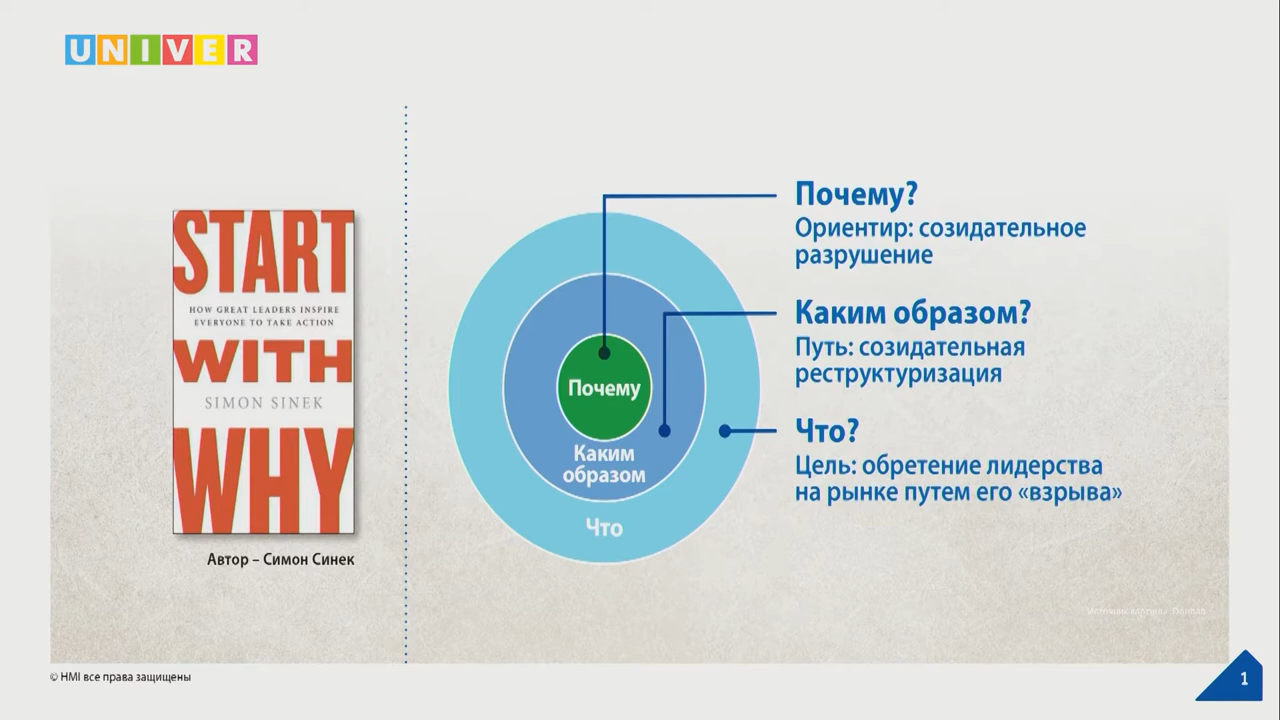 UNIVER
START
HOW GREAT LEADERS INSPIRE
EVERYONE TO TAKE ACTION
WITH
SIMON SINEK
WHY
Автор – Симон Синек
Почему
Каким
образом
Что
Почему?
Ориентир: созидательное
разрушение
Каким образом?
Путь: созидательная
реструктуризация
Что?
Цель: обретение лидерства
на рынке путем его «взрыва»
© HMI все права защищены
1